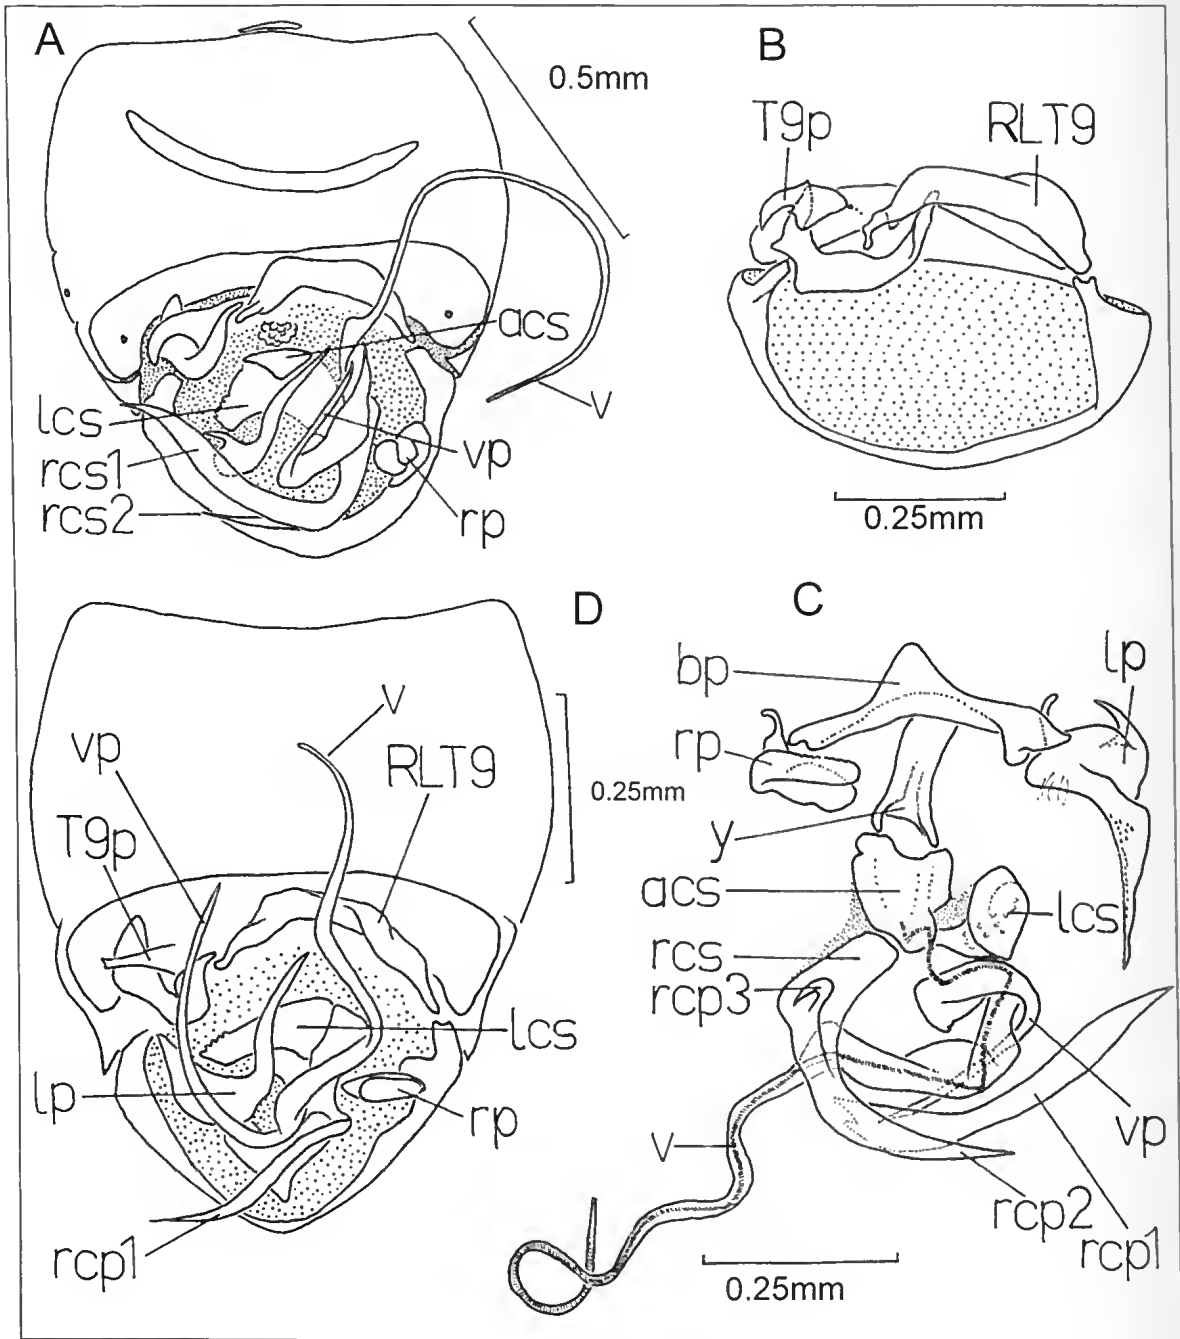 A
0.5mm
acs
v
lcs
rcs1
rcs2
vp
rp
B
T9p
RLT9
0.25mm
D
v
vp
RLT9
T9p
0.25mm
lcs
lp
rp
rcp1
C
bp
lp
rp
y
acs
lcs
rcs
rcp3
v
vp
rcp2
rcp1
0.25mm